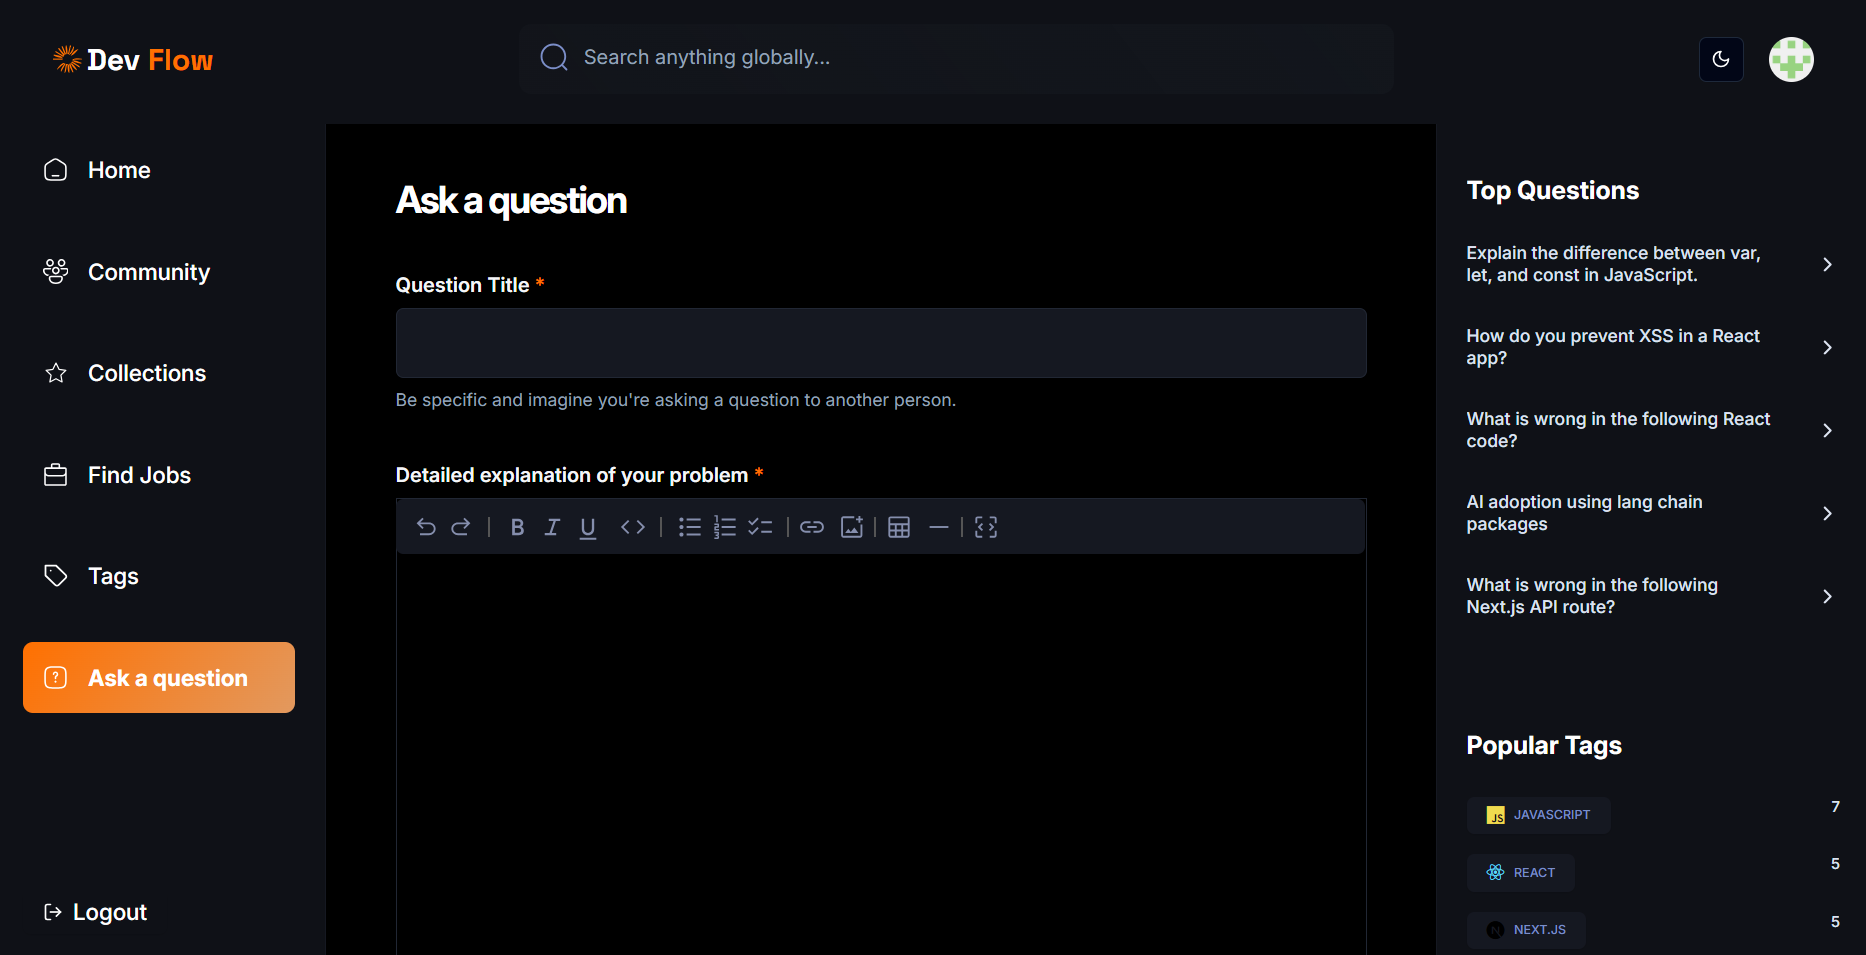 Dev Flow
Search anything globally...
Home
Community
Collections
Find Jobs
Tags
Ask a question
Logout
Ask a question
Question Title *
Be specific and imagine you're asking a question to another person.
Detailed explanation of your problem *
Top Questions
Explain the difference between var,
let, and const in JavaScript.
How do you prevent XSS in a React
app?
What is wrong in the following React
code?
AI adoption using lang chain
packages
What is wrong in the following
Next.js API route?
Popular Tags
JS JAVASCRIPT 7
REACT 5
N NEXT.JS 5